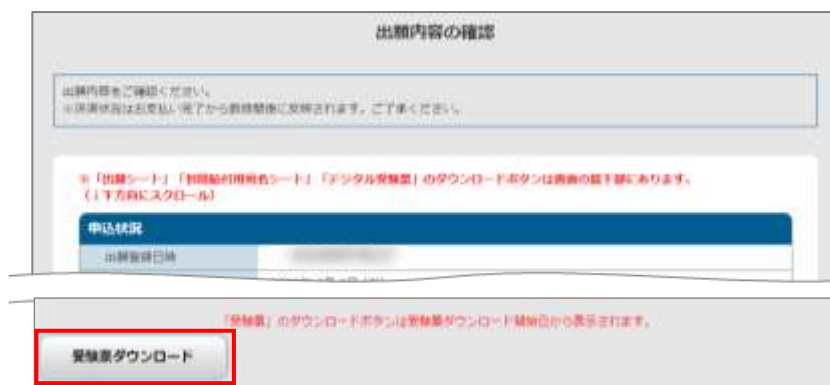 出願内容の確認
出願内容をご確認ください。
※決済状況はお支払い完了から数時間後に反映されます。ご了承ください。
※「出願シート」「封筒貼付用宛名シート」「デジタル受験票」のダウンロードボタンは画面の最下部にあります。
(↓下方向にスクロール)
申込状況
出願登録日時
「受験票」のダウンロードボタンは受験票ダウンロード開始日から表示されます。
受験票ダウンロード